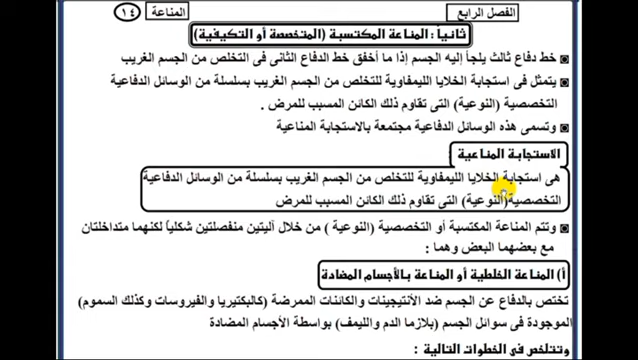 الفصل الرابع
المناعة
١٤
ثانياً : المناعة المكتسبة (المتخصصة أو التكيفية)
خط دفاع ثالث يلجأ إليه الجسم إذا ما أخفق خط الدفاع الثانى فى التخلص من الجسم الغريب
يتمثل فى استجابة الخلايا الليمفاوية للتخلص من الجسم الغريب بسلسلة من الوسائل الدفاعية
التخصصية (النوعية) التى تقاوم ذلك الكائن المسبب للمرض .
وتسمى هذه الوسائل الدفاعية مجتمعة بالاستجابة المناعية
الاستجابة المناعية :
هى استجابة الخلايا الليمفاوية للتخلص من الجسم الغريب بسلسلة من الوسائل الدفاعية
التخصصية(النوعية) التى تقاوم ذلك الكائن المسبب للمرض
وتتم المناعة المكتسبة أو التخصصية (النوعية ) من خلال آليتين منفصلتين شكلياً لكنهما متداخلتان
مع بعضهما البعض وهما :
أ) المناعة الخلطية أو المناعة بالأجسام المضادة
تختص بالدفاع عن الجسم ضد الأنتيجينات والكائنات الممرضة (كالبكتيريا والفيروسات وكذلك السموم)
الموجودة فى سوائل الجسم (بلازما الدم والليمف) بواسطة الأجسام المضادة
وتتلخص فى الخطوات التالية :